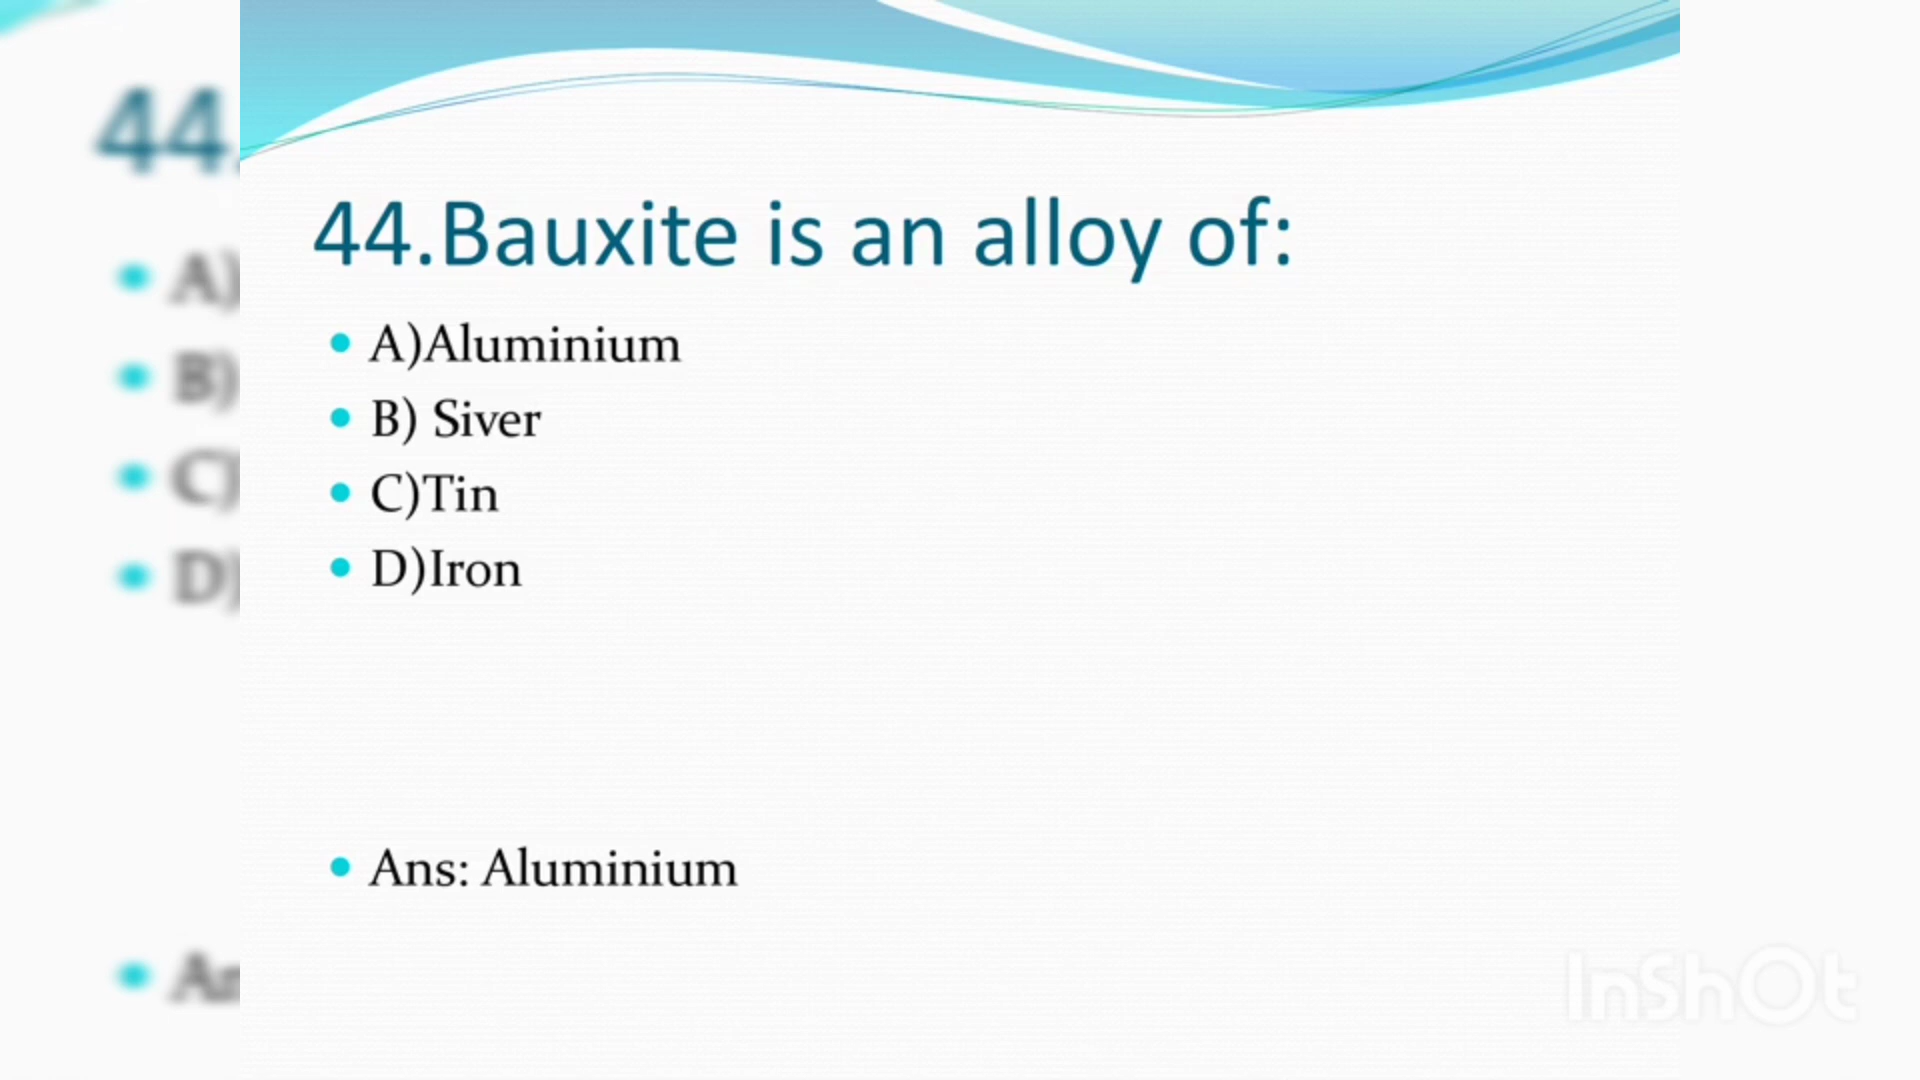 44.Bauxite is an alloy of:
A)Aluminium
B) Siver
C)Tin
D)Iron
Ans: Aluminium
InShOt